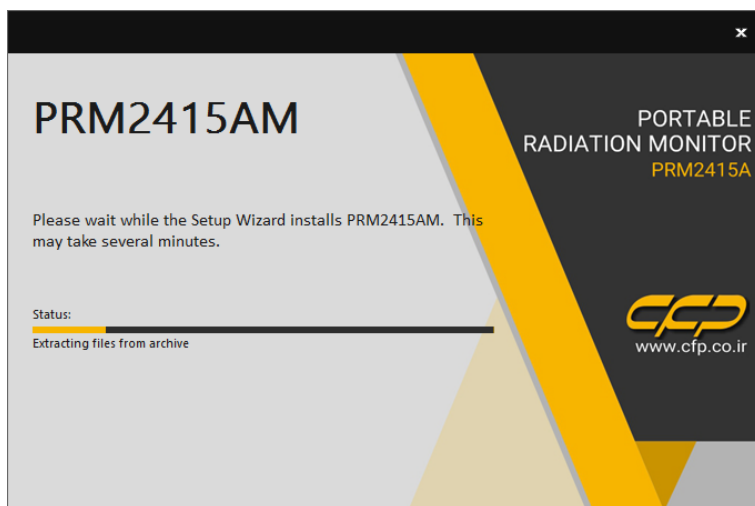 PRM2415AM
PORTABLE
RADIATION MONITOR
PRM2415A
Please wait while the Setup Wizard installs PRM2415AM. This
may take several minutes.
Status:
Extracting files from archive
cfp
www.cfp.co.ir